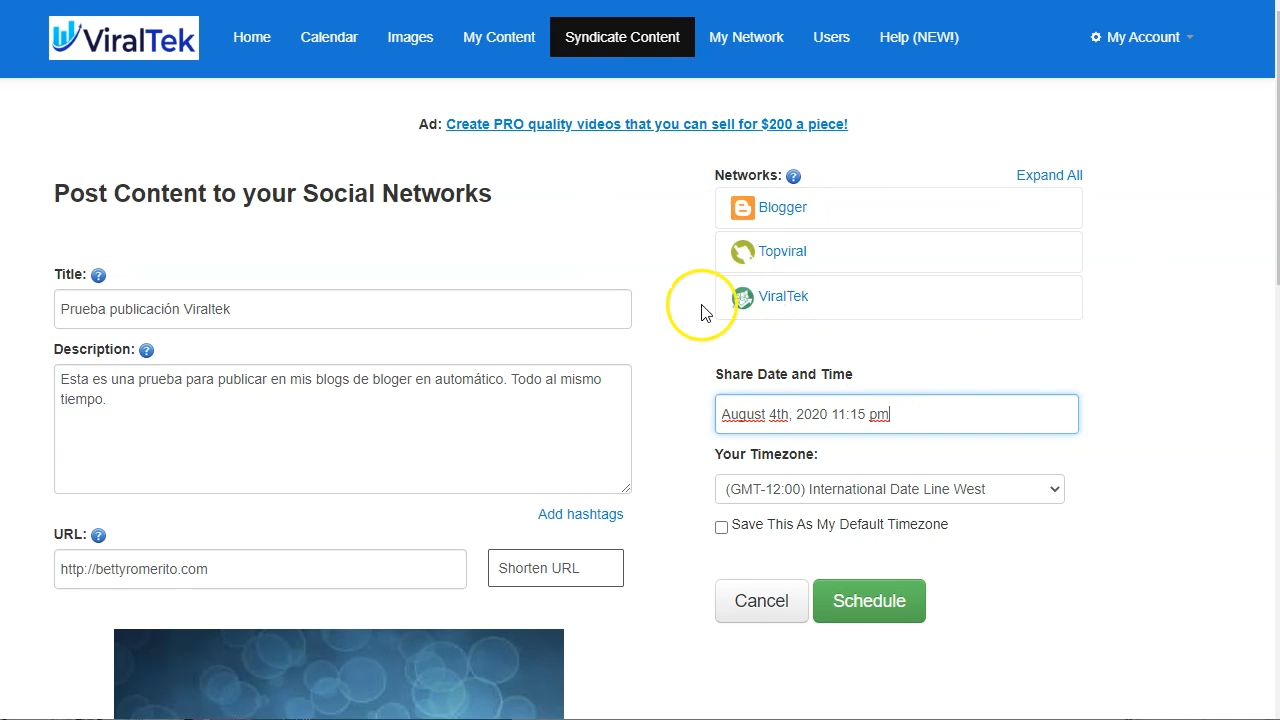 ViralTek
Home
Calendar
Images
My Content
Syndicate Content
My Network
Users
Help (NEW!)
My Account
Ad: Create PRO quality videos that you can sell for $200 a piece!
Post Content to your Social Networks
Title: ?
Prueba publicación Viraltek
Description: ?
Esta es una prueba para publicar en mis blogs de bloger en automático. Todo al mismo
tiempo.
Add hashtags
URL: ?
http://bettyromerito.com
Shorten URL
Networks: ?
Expand All
Blogger
Topviral
ViralTek
Share Date and Time
August 4th, 2020 11:15 pm
Your Timezone:
(GMT-12:00) International Date Line West
Save This As My Default Timezone
Cancel
Schedule